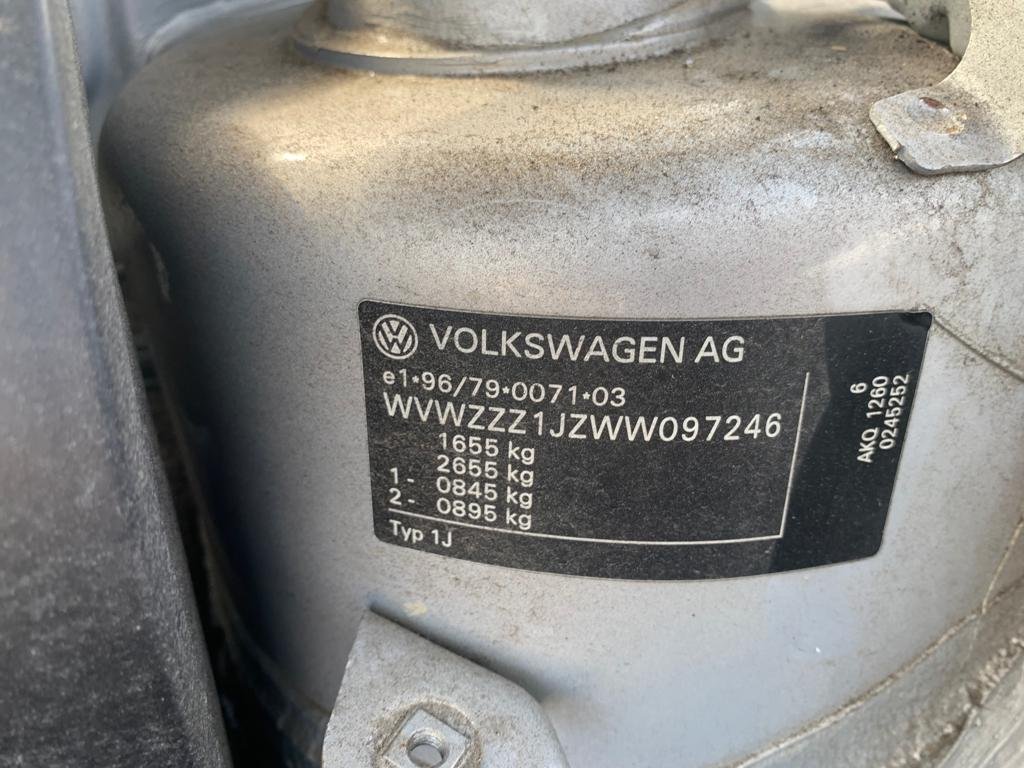 VOLKSWAGEN AG
e1*96/79*0071*03
WVWZZZ1JZWW097246
1655 kg
2655 kg
1- 0845 kg
2- 0895 kg
Typ 1J
6
AKQ 1260
0245252